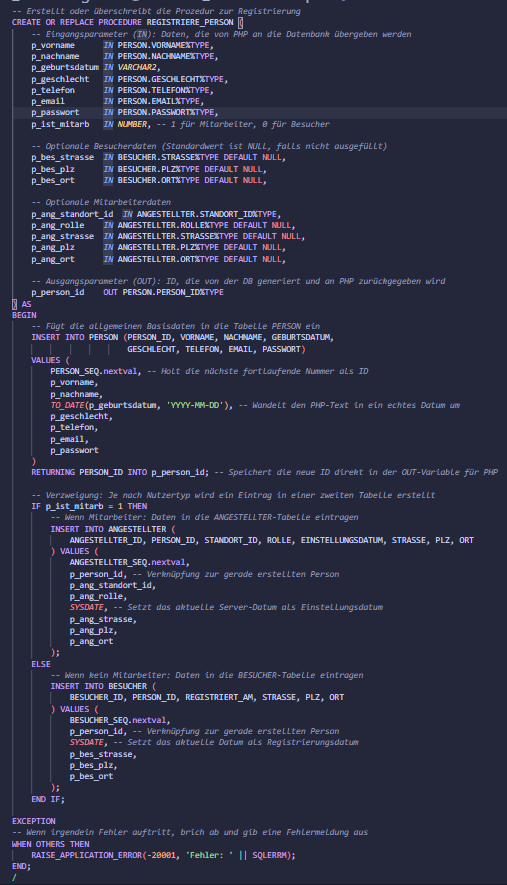 -- Erstellt oder überschreibt die Prozedur zur Registrierung
CREATE OR REPLACE PROCEDURE REGISTRIERE_PERSON (
    -- Eingangsparameter (IN): Daten, die von PHP an die Datenbank übergeben werden
    p_vorname      IN PERSON.VORNAME%TYPE,
    p_nachname     IN PERSON.NACHNAME%TYPE,
    p_geburtsdatum IN VARCHAR2,
    p_geschlecht   IN PERSON.GESCHLECHT%TYPE,
    p_telefon      IN PERSON.TELEFON%TYPE,
    p_email        IN PERSON.EMAIL%TYPE,
    p_passwort     IN PERSON.PASSWORT%TYPE,
    p_ist_mitarb   IN NUMBER, -- 1 für Mitarbeiter, 0 für Besucher

    -- Optionale Besucherdaten (Standardwert ist NULL, falls nicht ausgefüllt)
    p_bes_strasse  IN BESUCHER.STRASSE%TYPE DEFAULT NULL,
    p_bes_plz      IN BESUCHER.PLZ%TYPE DEFAULT NULL,
    p_bes_ort      IN BESUCHER.ORT%TYPE DEFAULT NULL,

    -- Optionale Mitarbeiterdaten
    p_ang_standort_id  IN ANGESTELLTER.STANDORT_ID%TYPE,
    p_ang_rolle    IN ANGESTELLTER.ROLLE%TYPE DEFAULT NULL,
    p_ang_strasse  IN ANGESTELLTER.STRASSE%TYPE DEFAULT NULL,
    p_ang_plz      IN ANGESTELLTER.PLZ%TYPE DEFAULT NULL,
    p_ang_ort      IN ANGESTELLTER.ORT%TYPE DEFAULT NULL,

    -- Ausgangsparameter (OUT): ID, die von der DB generiert und an PHP zurückgegeben wird
    p_person_id    OUT PERSON.PERSON_ID%TYPE
) AS
BEGIN
    -- Fügt die allgemeinen Basisdaten in die Tabelle PERSON ein
    INSERT INTO PERSON (PERSON_ID, VORNAME, NACHNAME, GEBURTSDATUM,
                        GESCHLECHT, TELEFON, EMAIL, PASSWORT)
    VALUES (
        PERSON_SEQ.nextval, -- Holt die nächste fortlaufende Nummer als ID
        p_vorname,
        p_nachname,
        TO_DATE(p_geburtsdatum, 'YYYY-MM-DD'), -- Wandelt den PHP-Text in ein echtes Datum um
        p_geschlecht,
        p_telefon,
        p_email,
        p_passwort
    )
    RETURNING PERSON_ID INTO p_person_id; -- Speichert die neue ID direkt in der OUT-Variable für PHP

    -- Verzweigung: Je nach Nutzertyp wird ein Eintrag in einer zweiten Tabelle erstellt
    IF p_ist_mitarb = 1 THEN
        -- Wenn Mitarbeiter: Daten in die ANGESTELLTER-Tabelle eintragen
        INSERT INTO ANGESTELLTER (
            ANGESTELLTER_ID, PERSON_ID, STANDORT_ID, ROLLE, EINSTELLUNGSDATUM, STRASSE, PLZ, ORT
        ) VALUES (
            ANGESTELLTER_SEQ.nextval,
            p_person_id, -- Verknüpfung zur gerade erstellten Person
            p_ang_standort_id,
            p_ang_rolle,
            SYSDATE, -- Setzt das aktuelle Server-Datum als Einstellungsdatum
            p_ang_strasse,
            p_ang_plz,
            p_ang_ort
        );
    ELSE
        -- Wenn kein Mitarbeiter: Daten in die BESUCHER-Tabelle eintragen
        INSERT INTO BESUCHER (
            BESUCHER_ID, PERSON_ID, REGISTRIERT_AM, STRASSE, PLZ, ORT
        ) VALUES (
            BESUCHER_SEQ.nextval,
            p_person_id, -- Verknüpfung zur gerade erstellten Person
            SYSDATE, -- Setzt das aktuelle Datum als Registrierungsdatum
            p_bes_strasse,
            p_bes_plz,
            p_bes_ort
        );
    END IF;

EXCEPTION
-- Wenn irgendein Fehler auftritt, brich ab und gib eine Fehlermeldung aus
WHEN OTHERS THEN
    RAISE_APPLICATION_ERROR(-20001, 'Fehler: ' || SQLERRM);
END;
/